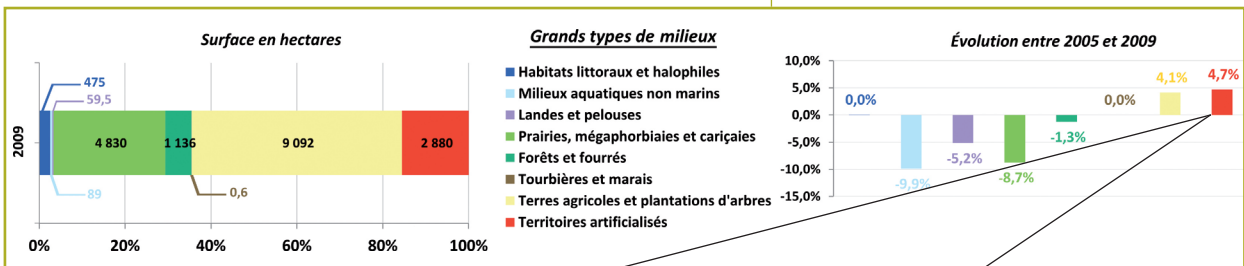 Surface en hectares
2009
475
59,5
4 830
1 136
9 092
2 880
89
0,6
0%
20%
40%
60%
80%
100%
Grands types de milieux
Habitats littoraux et halophiles
Milieux aquatiques non marins
Landes et pelouses
Prairies, mégaphorbiaies et cariçaies
Forêts et fourrés
Tourbières et marais
Terres agricoles et plantations d'arbres
Territoires artificialisés
Évolution entre 2005 et 2009
10,0%
5,0%
0,0%
-5,0%
-10,0%
-15,0%
0,0%
-9,9%
-5,2%
-8,7%
-1,3%
0,0%
4,1%
4,7%